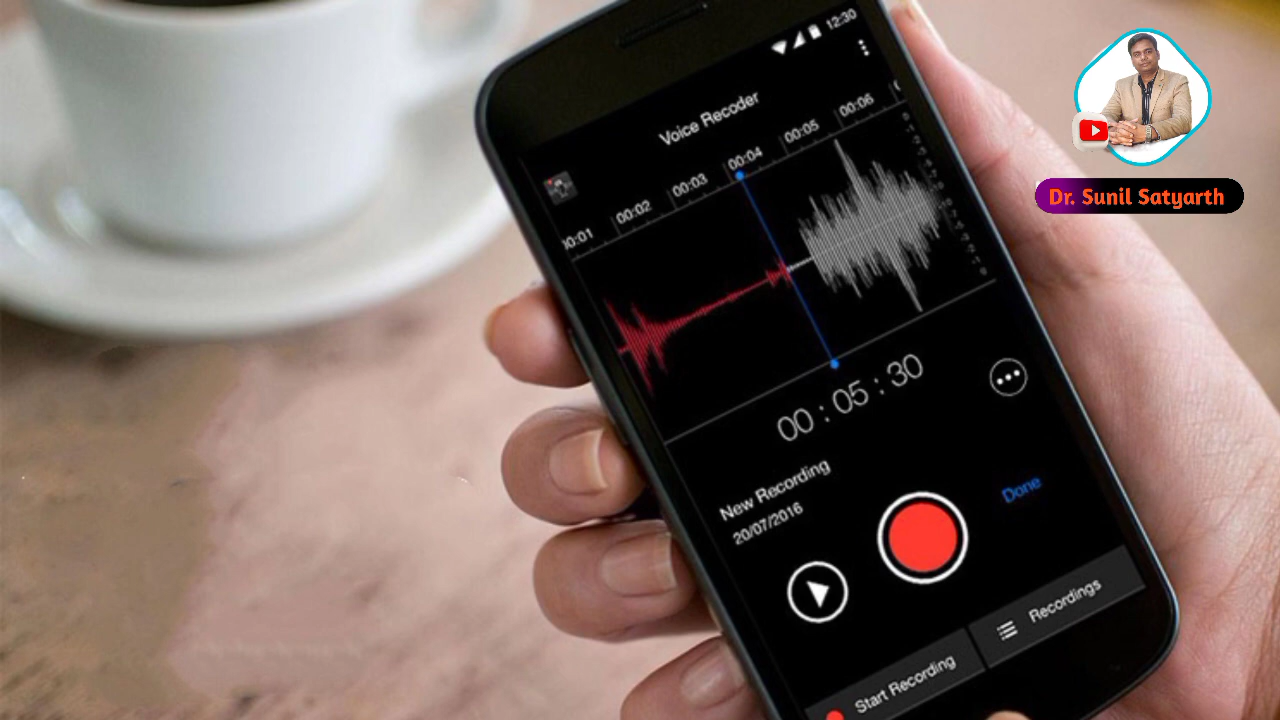 12:30
Voice Recoder
00:01
00:02
00:03
00:04
00:05
00:06
00 : 05 : 30
New Recording
20/07/2016
Done
Start Recording
Recordings
Dr. Sunil Satyarth